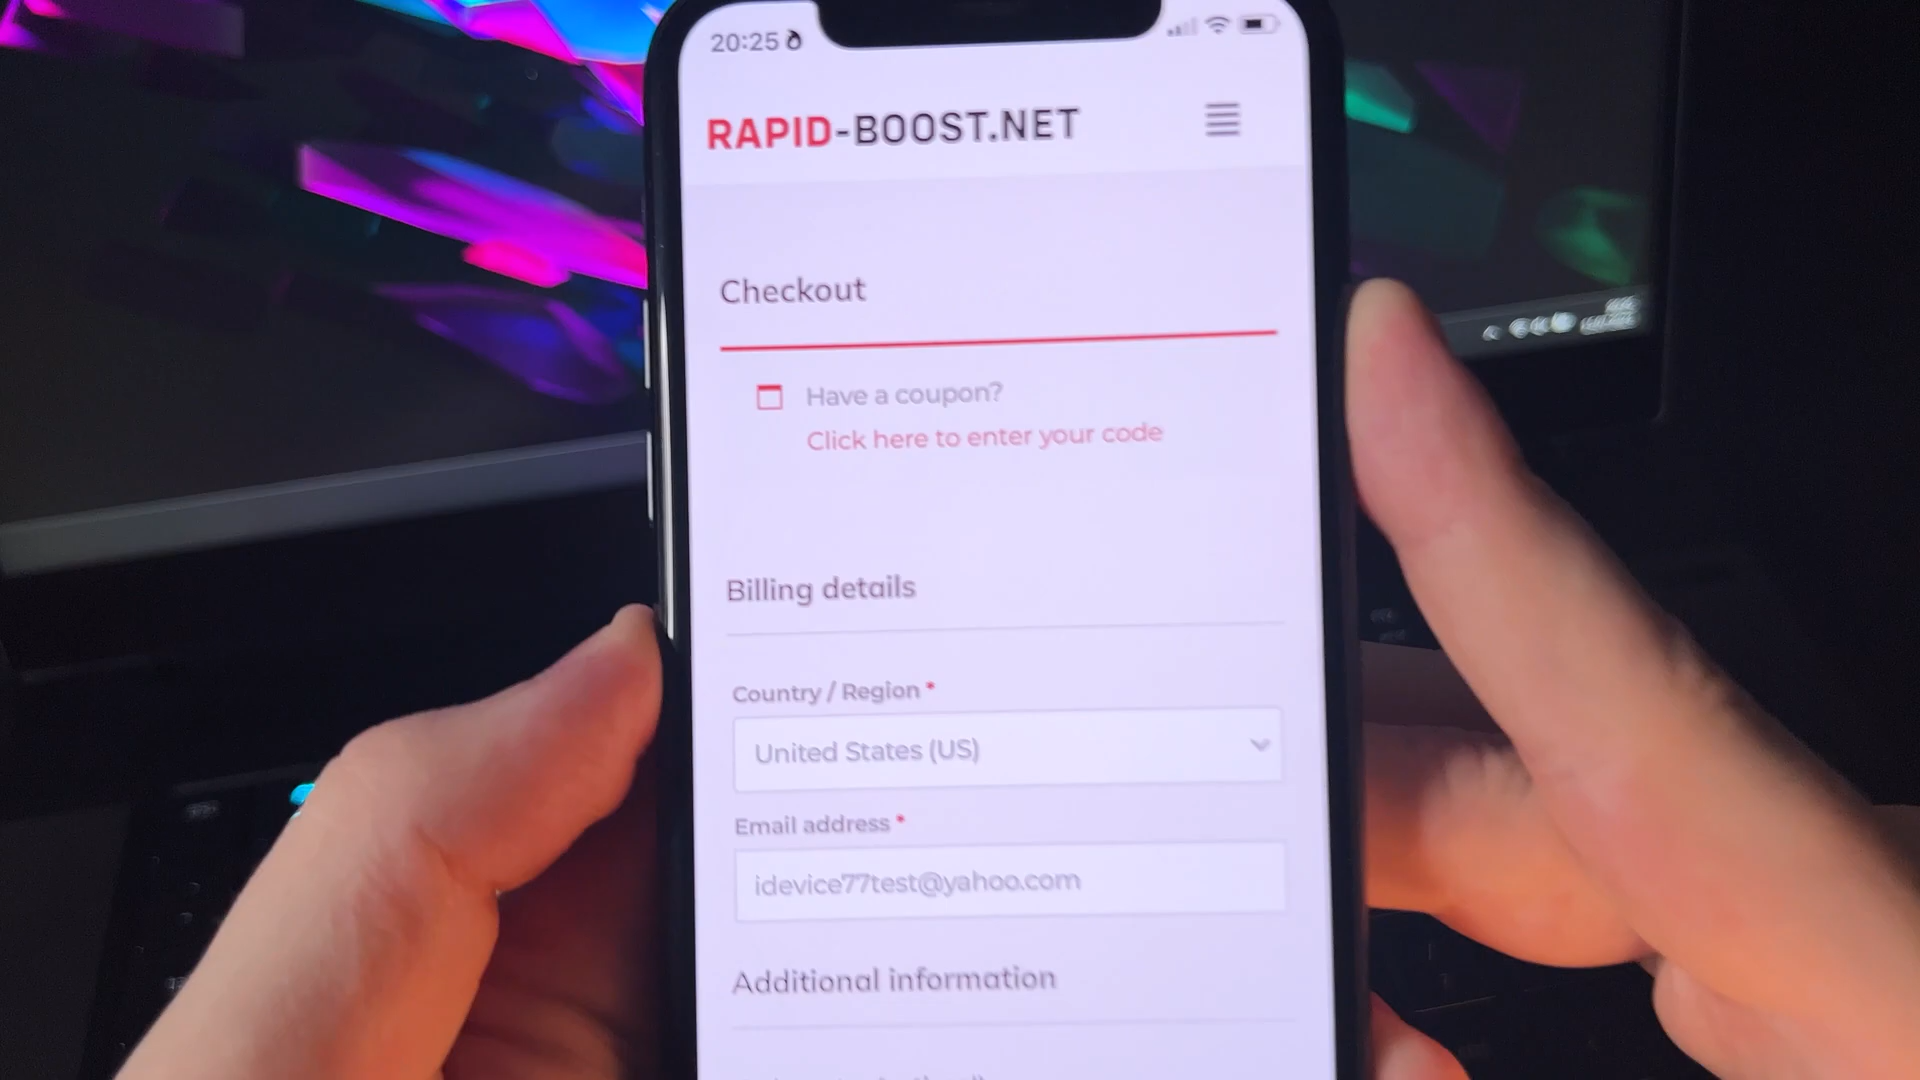 20:25
RAPID-BOOST.NET
Checkout
Have a coupon?
Click here to enter your code
Billing details
Country / Region *
United States (US)
Email address *
idevice77test@yahoo.com
Additional information